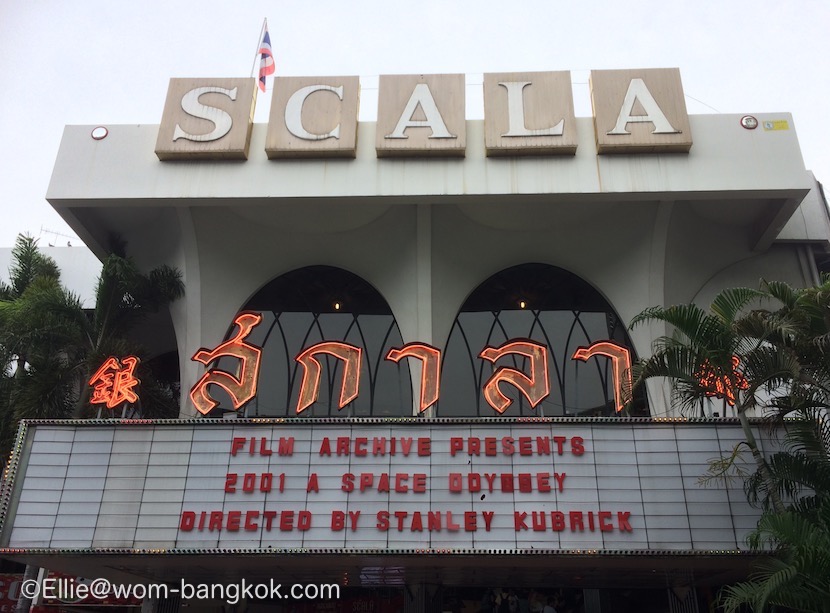 SCALA
銀 สกาลา
FILM ARCHIVE PRESENTS
2001 A SPACE ODYSSEY
DIRECTED BY STANLEY KUBRICK
©Ellie@wom-bangkok.com